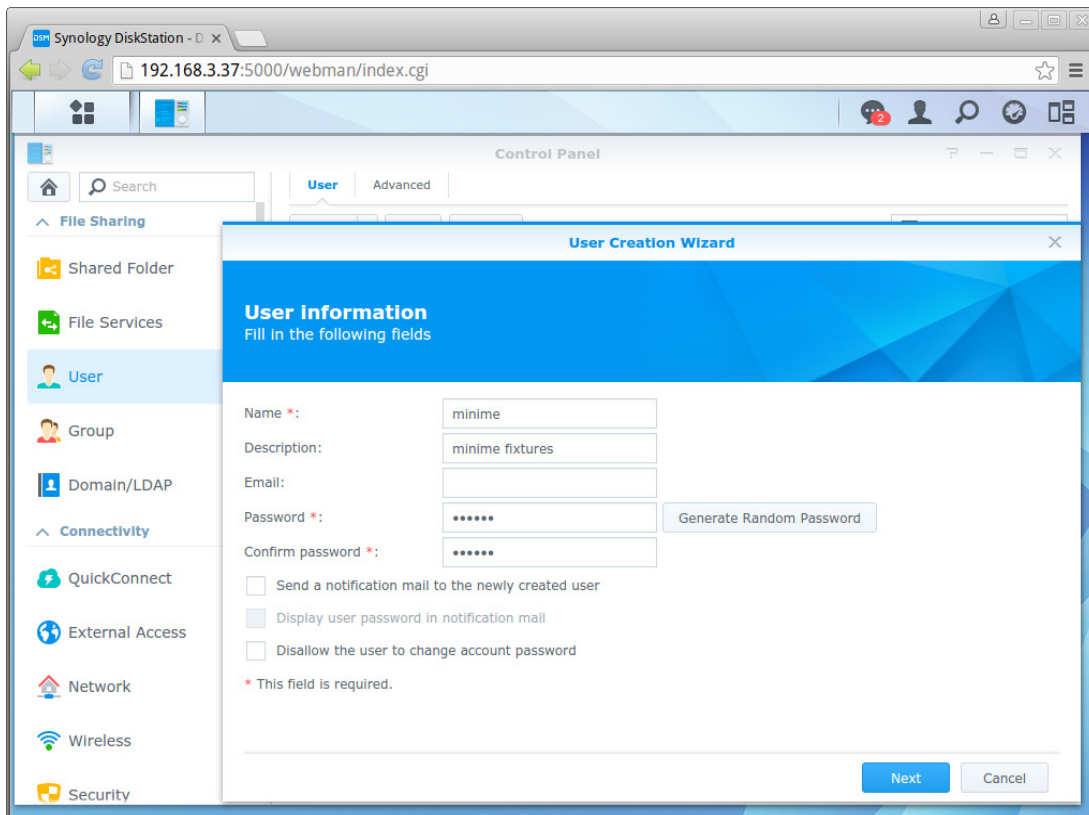 DSM Synology DiskStation - D
192.168.3.37:5000/webman/index.cgi
2
Control Panel
Search
User Advanced
File Sharing
Shared Folder
File Services
User
Group
Domain/LDAP
Connectivity
QuickConnect
External Access
Network
Wireless
Security
User Creation Wizard
User information
Fill in the following fields
Name *: minime
Description: minime fixtures
Email:
Password *: •••••• Generate Random Password
Confirm password *: ••••••
Send a notification mail to the newly created user
Display user password in notification mail
Disallow the user to change account password
* This field is required.
Next Cancel